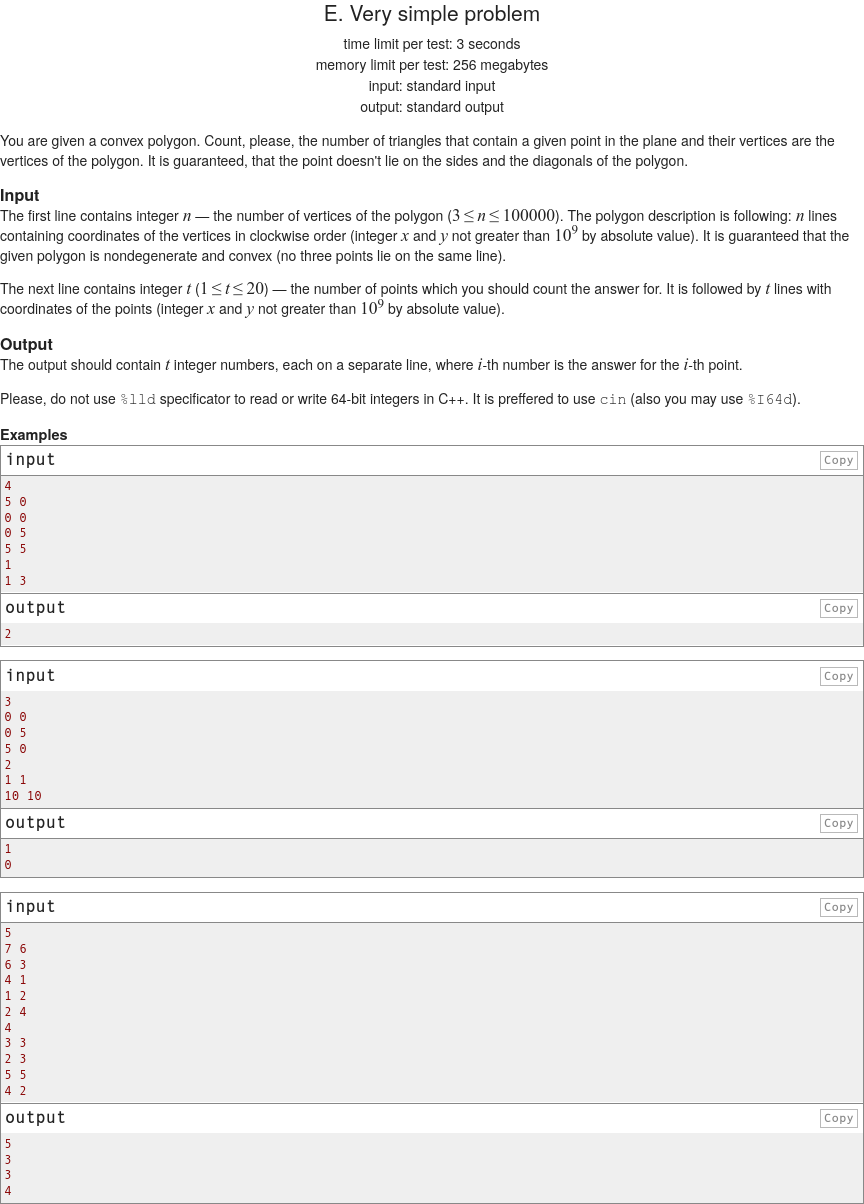 E. Very simple problem
time limit per test: 3 seconds
memory limit per test: 256 megabytes
input: standard input
output: standard output
You are given a convex polygon. Count, please, the number of triangles that contain a given point in the plane and their vertices are the
vertices of the polygon. It is guaranteed, that the point doesn't lie on the sides and the diagonals of the polygon.
Input
The first line contains integer n — the number of vertices of the polygon (3 ≤ n ≤ 100000). The polygon description is following: n lines
containing coordinates of the vertices in clockwise order (integer x and y not greater than 10^9 by absolute value). It is guaranteed that the
given polygon is nondegenerate and convex (no three points lie on the same line).
The next line contains integer t (1 ≤ t ≤ 20) — the number of points which you should count the answer for. It is followed by t lines with
coordinates of the points (integer x and y not greater than 10^9 by absolute value).
Output
The output should contain t integer numbers, each on a separate line, where i-th number is the answer for the i-th point.
Please, do not use %lld specificator to read or write 64-bit integers in C++. It is preffered to use cin (also you may use %I64d).
Examples
input
Copy
4
5 0
0 0
0 5
5 5
1
1 3
output
Copy
2
input
Copy
3
0 0
0 5
5 0
2
1 1
10 10
output
Copy
1
0
input
Copy
5
7 6
6 3
4 1
1 2
2 4
4
3 3
2 3
5 5
4 2
output
Copy
5
3
3
4